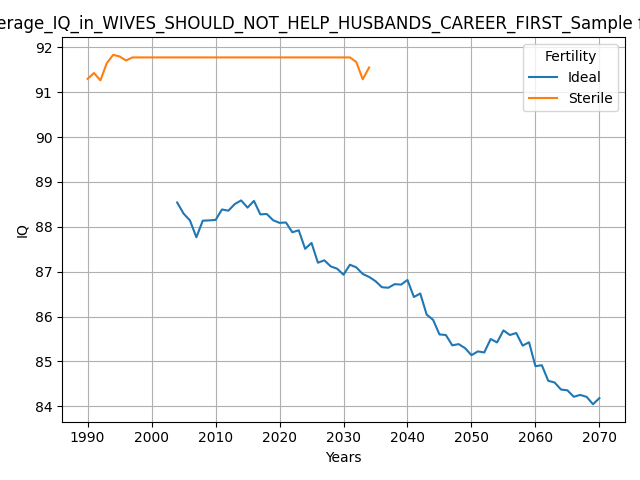 erage_IQ_in_WIVES_SHOULD_NOT_HELP_HUSBANDS_CAREER_FIRST_Sample
Fertility
Ideal
Sterile
IQ
92
91
90
89
88
87
86
85
84
1990 2000 2010 2020 2030 2040 2050 2060 2070
Years